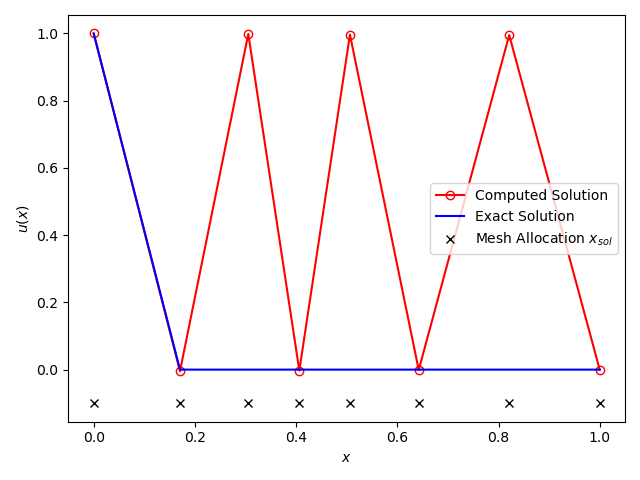 1.0
0.8
0.6
0.4
0.2
0.0
u(x)
Computed Solution
Exact Solution
Mesh Allocation x_sol
0.0 0.2 0.4 0.6 0.8 1.0
x